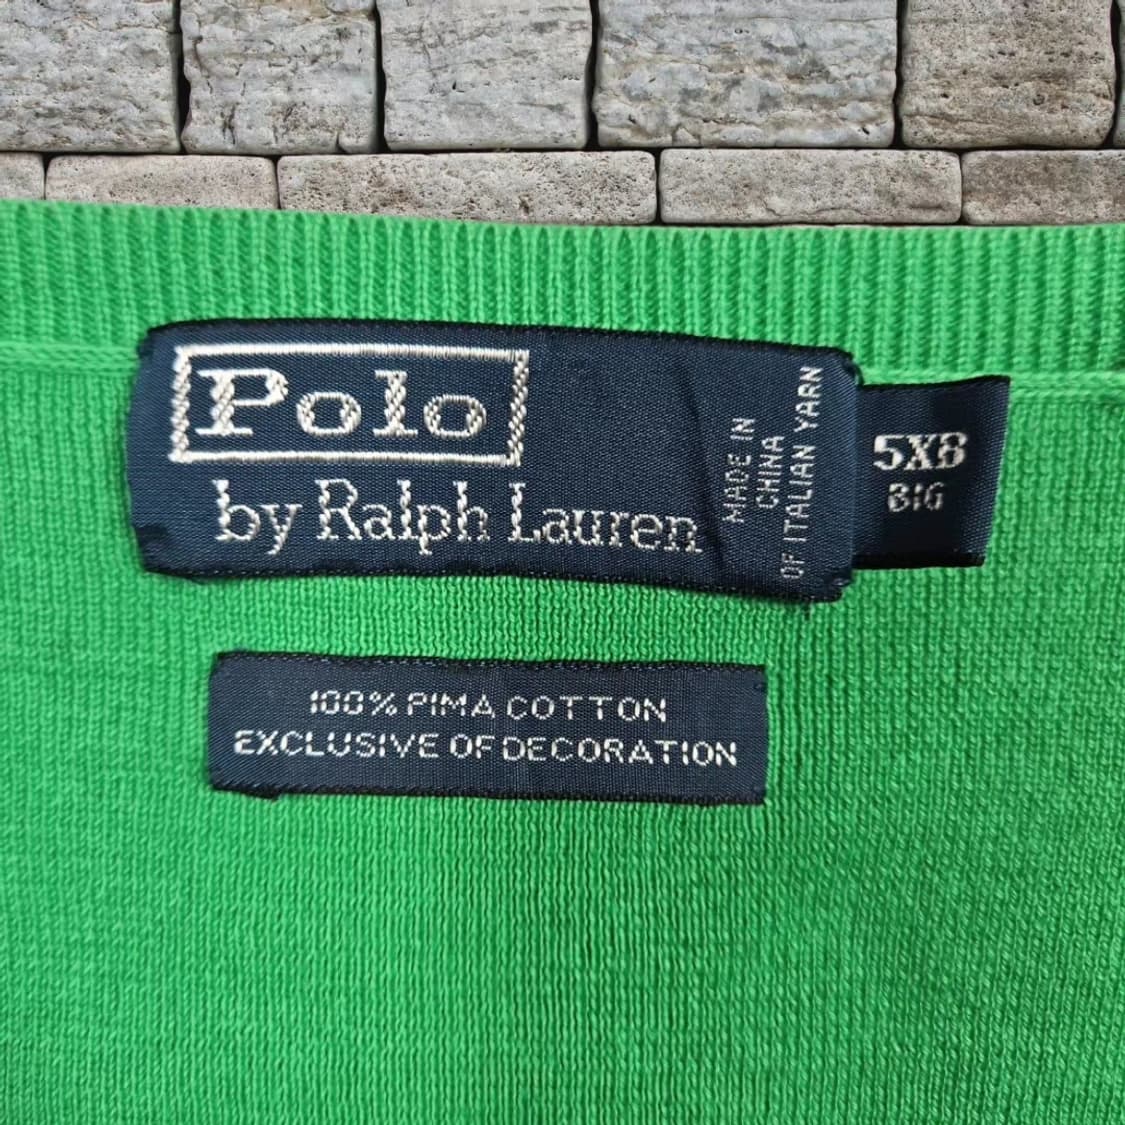 Polo
by Ralph Lauren
MADE IN
CHINA
OF ITALIAN YARN
5XB
BIG
100% PIMA COTTON
EXCLUSIVE OF DECORATION